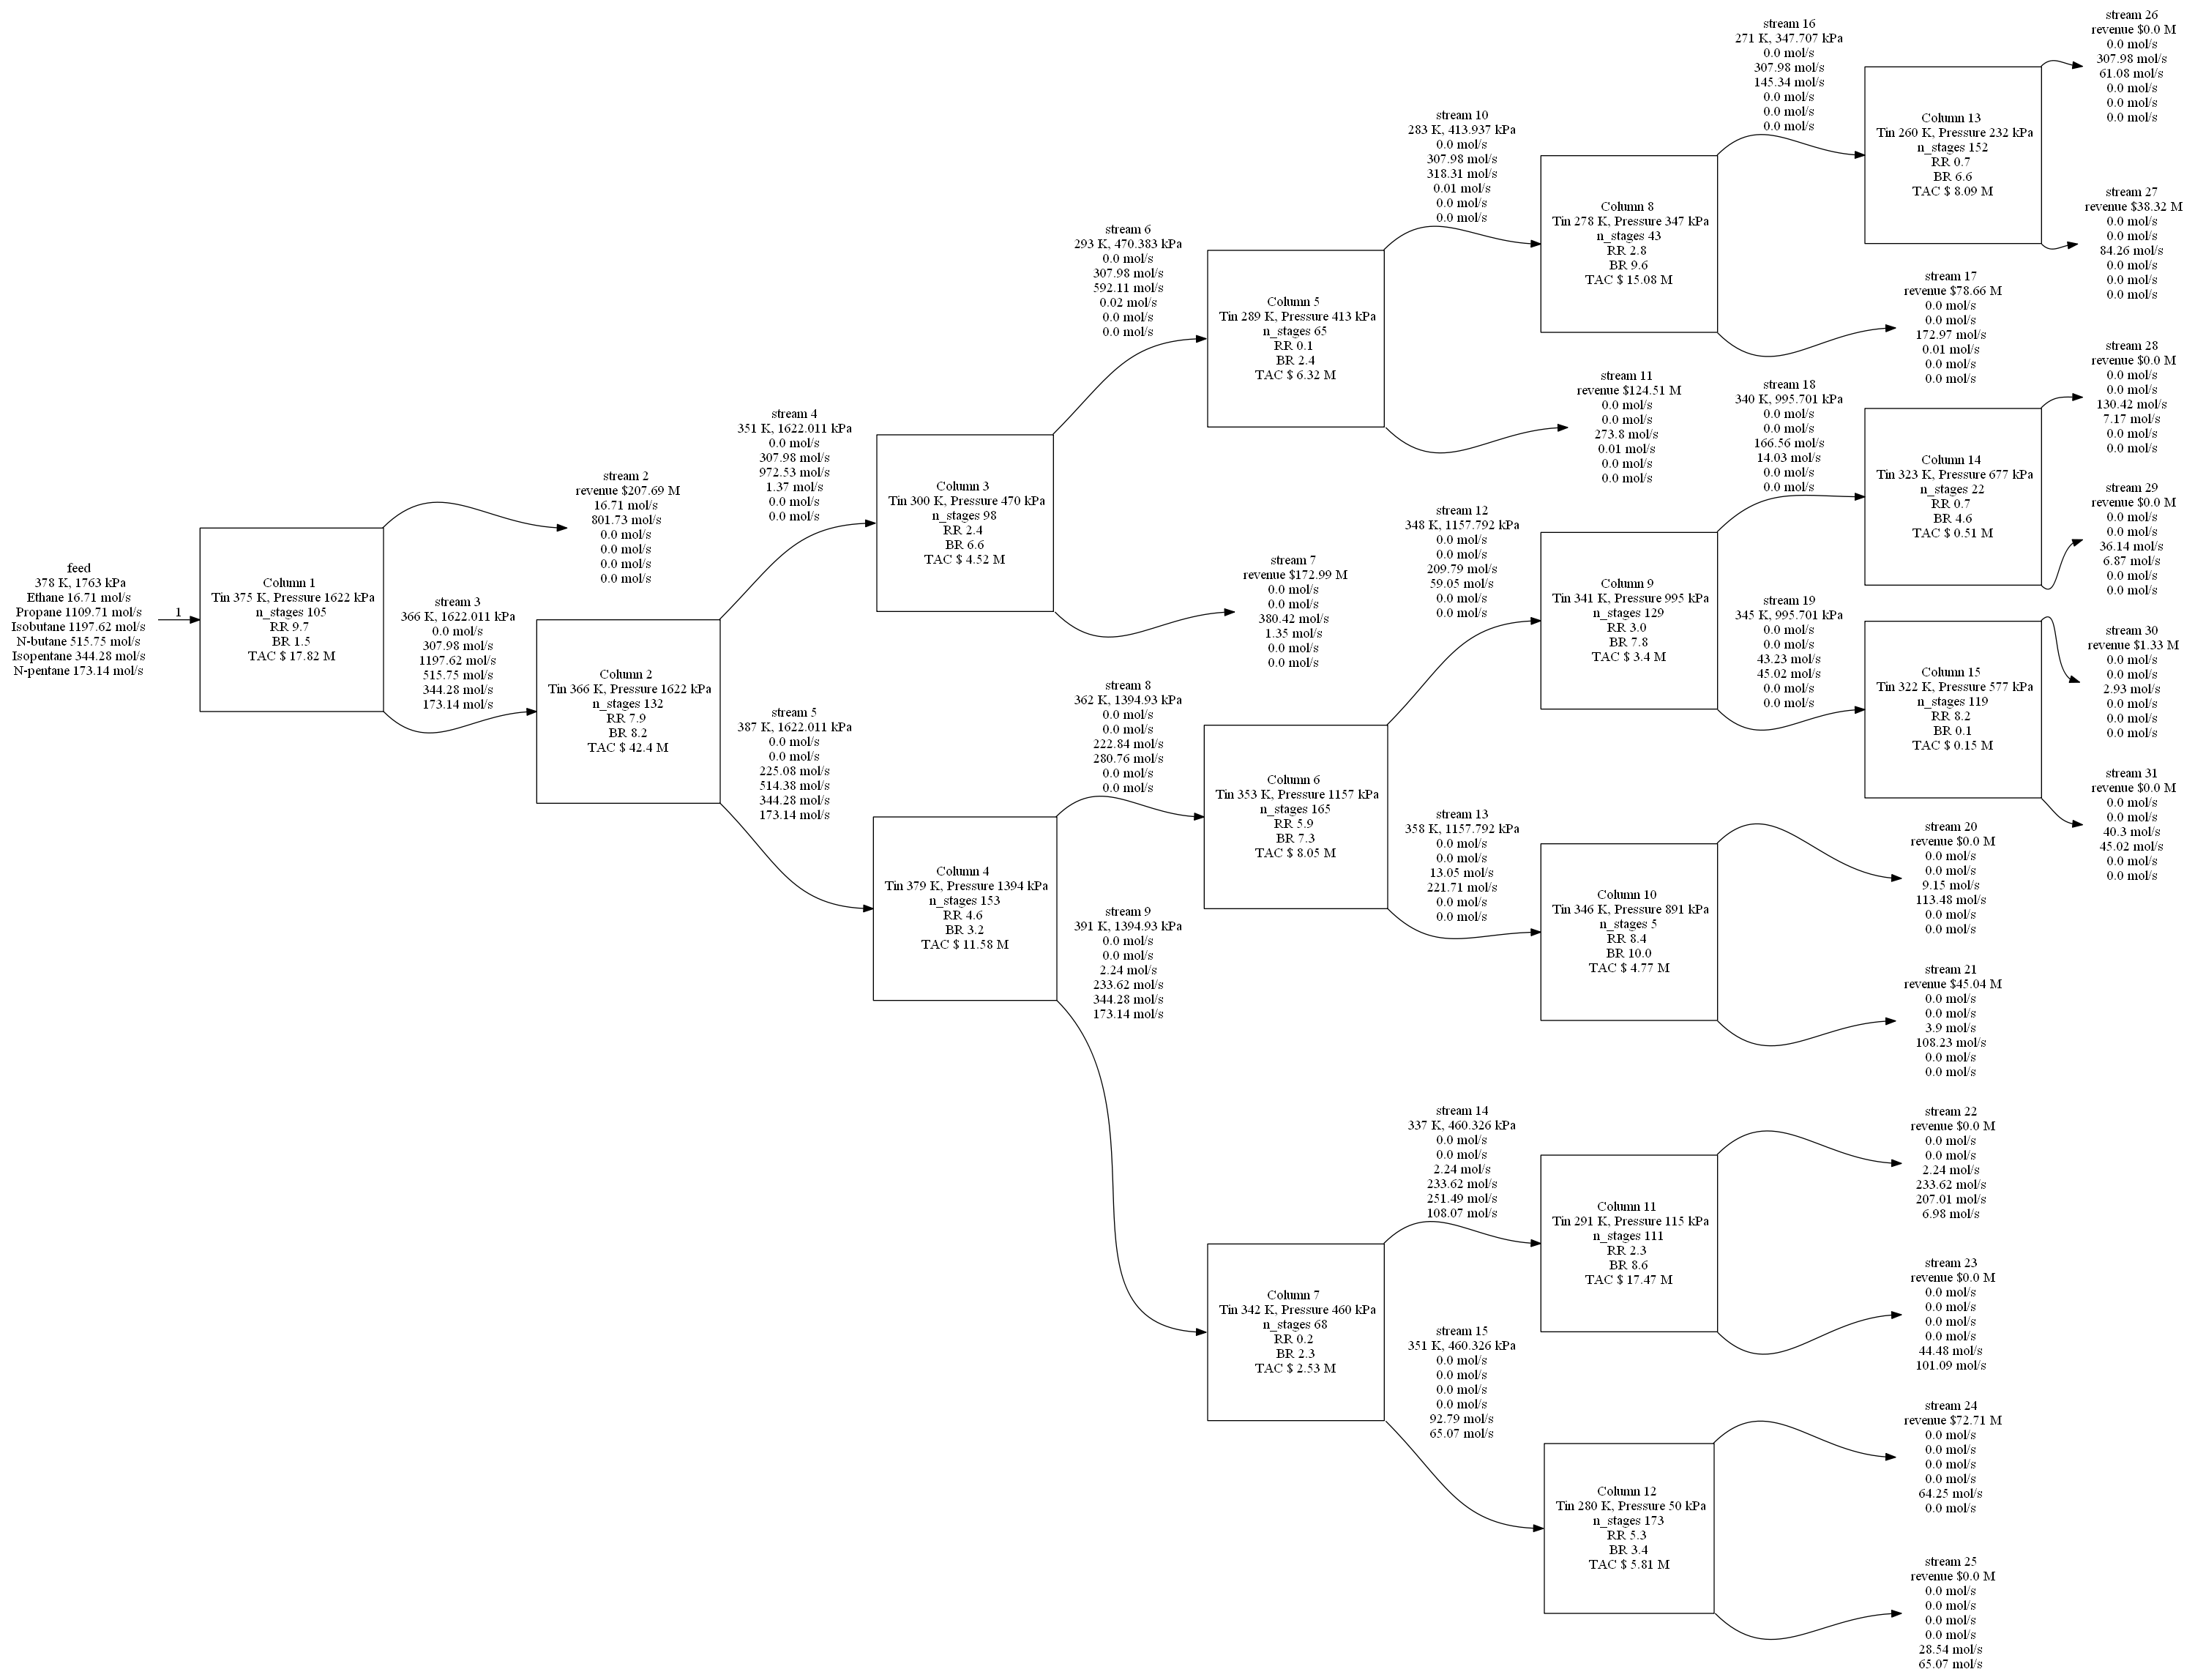 feed
378 K, 1763 kPa
Ethane 16.71 mol/s
Propane 1109.71 mol/s
Isobutane 1197.62 mol/s
N-butane 515.75 mol/s
Isopentane 344.28 mol/s
N-pentane 173.14 mol/s
1
Column 1
Tin 375 K, Pressure 1622 kPa
n_stages 105
RR 9.7
BR 1.5
TAC $ 17.82 M
stream 2
revenue $207.69 M
16.71 mol/s
801.73 mol/s
0.0 mol/s
0.0 mol/s
0.0 mol/s
0.0 mol/s
stream 3
366 K, 1622.011 kPa
0.0 mol/s
307.98 mol/s
1197.62 mol/s
515.75 mol/s
344.28 mol/s
173.14 mol/s
Column 2
Tin 366 K, Pressure 1622 kPa
n_stages 132
RR 7.9
BR 8.2
TAC $ 42.4 M
stream 4
351 K, 1622.011 kPa
0.0 mol/s
307.98 mol/s
972.53 mol/s
1.37 mol/s
0.0 mol/s
0.0 mol/s
stream 5
387 K, 1622.011 kPa
0.0 mol/s
0.0 mol/s
225.08 mol/s
514.38 mol/s
344.28 mol/s
173.14 mol/s
Column 3
Tin 300 K, Pressure 470 kPa
n_stages 98
RR 2.4
BR 6.6
TAC $ 4.52 M
stream 6
293 K, 470.383 kPa
0.0 mol/s
307.98 mol/s
592.11 mol/s
0.02 mol/s
0.0 mol/s
0.0 mol/s
stream 7
revenue $172.99 M
0.0 mol/s
0.0 mol/s
380.42 mol/s
1.35 mol/s
0.0 mol/s
0.0 mol/s
Column 4
Tin 379 K, Pressure 1394 kPa
n_stages 153
RR 4.6
BR 3.2
TAC $ 11.58 M
stream 8
362 K, 1394.93 kPa
0.0 mol/s
0.0 mol/s
222.84 mol/s
280.76 mol/s
0.0 mol/s
0.0 mol/s
stream 9
391 K, 1394.93 kPa
0.0 mol/s
0.0 mol/s
2.24 mol/s
233.62 mol/s
344.28 mol/s
173.14 mol/s
Column 5
Tin 289 K, Pressure 413 kPa
n_stages 65
RR 0.1
BR 2.4
TAC $ 6.32 M
stream 10
283 K, 413.937 kPa
0.0 mol/s
307.98 mol/s
318.31 mol/s
0.01 mol/s
0.0 mol/s
0.0 mol/s
stream 11
revenue $124.51 M
0.0 mol/s
0.0 mol/s
273.8 mol/s
0.01 mol/s
0.0 mol/s
0.0 mol/s
Column 6
Tin 353 K, Pressure 1157 kPa
n_stages 165
RR 5.9
BR 7.3
TAC $ 8.05 M
stream 12
348 K, 1157.792 kPa
0.0 mol/s
0.0 mol/s
209.79 mol/s
59.05 mol/s
0.0 mol/s
0.0 mol/s
stream 13
358 K, 1157.792 kPa
0.0 mol/s
0.0 mol/s
13.05 mol/s
221.71 mol/s
0.0 mol/s
0.0 mol/s
Column 7
Tin 342 K, Pressure 460 kPa
n_stages 68
RR 0.2
BR 2.3
TAC $ 2.53 M
stream 14
337 K, 460.326 kPa
0.0 mol/s
0.0 mol/s
2.24 mol/s
233.62 mol/s
251.49 mol/s
108.07 mol/s
stream 15
351 K, 460.326 kPa
0.0 mol/s
0.0 mol/s
0.0 mol/s
0.0 mol/s
92.79 mol/s
65.07 mol/s
Column 8
Tin 278 K, Pressure 347 kPa
n_stages 43
RR 2.8
BR 9.6
TAC $ 15.08 M
stream 16
271 K, 347.707 kPa
0.0 mol/s
307.98 mol/s
145.34 mol/s
0.0 mol/s
0.0 mol/s
0.0 mol/s
stream 17
revenue $78.66 M
0.0 mol/s
0.0 mol/s
172.97 mol/s
0.01 mol/s
0.0 mol/s
0.0 mol/s
Column 9
Tin 341 K, Pressure 995 kPa
n_stages 129
RR 3.0
BR 7.8
TAC $ 3.4 M
stream 18
340 K, 995.701 kPa
0.0 mol/s
0.0 mol/s
166.56 mol/s
14.03 mol/s
0.0 mol/s
0.0 mol/s
stream 19
345 K, 995.701 kPa
0.0 mol/s
0.0 mol/s
43.23 mol/s
45.02 mol/s
0.0 mol/s
0.0 mol/s
Column 10
Tin 346 K, Pressure 891 kPa
n_stages 5
RR 8.4
BR 10.0
TAC $ 4.77 M
stream 20
revenue $0.0 M
0.0 mol/s
0.0 mol/s
9.15 mol/s
113.48 mol/s
0.0 mol/s
0.0 mol/s
stream 21
revenue $45.04 M
0.0 mol/s
0.0 mol/s
3.9 mol/s
108.23 mol/s
0.0 mol/s
0.0 mol/s
Column 11
Tin 291 K, Pressure 115 kPa
n_stages 111
RR 2.3
BR 8.6
TAC $ 17.47 M
stream 22
revenue $0.0 M
0.0 mol/s
0.0 mol/s
2.24 mol/s
233.62 mol/s
207.01 mol/s
6.98 mol/s
stream 23
revenue $0.0 M
0.0 mol/s
0.0 mol/s
0.0 mol/s
0.0 mol/s
44.48 mol/s
101.09 mol/s
Column 12
Tin 280 K, Pressure 50 kPa
n_stages 173
RR 5.3
BR 3.4
TAC $ 5.81 M
stream 24
revenue $72.71 M
0.0 mol/s
0.0 mol/s
0.0 mol/s
0.0 mol/s
64.25 mol/s
0.0 mol/s
stream 25
revenue $0.0 M
0.0 mol/s
0.0 mol/s
0.0 mol/s
0.0 mol/s
28.54 mol/s
65.07 mol/s
Column 13
Tin 260 K, Pressure 232 kPa
n_stages 152
RR 0.7
BR 6.6
TAC $ 8.09 M
stream 26
revenue $0.0 M
0.0 mol/s
307.98 mol/s
61.08 mol/s
0.0 mol/s
0.0 mol/s
0.0 mol/s
stream 27
revenue $38.32 M
0.0 mol/s
0.0 mol/s
84.26 mol/s
0.0 mol/s
0.0 mol/s
0.0 mol/s
Column 14
Tin 323 K, Pressure 677 kPa
n_stages 22
RR 0.7
BR 4.6
TAC $ 0.51 M
stream 28
revenue $0.0 M
0.0 mol/s
0.0 mol/s
130.42 mol/s
7.17 mol/s
0.0 mol/s
0.0 mol/s
stream 29
revenue $0.0 M
0.0 mol/s
0.0 mol/s
36.14 mol/s
6.87 mol/s
0.0 mol/s
0.0 mol/s
Column 15
Tin 322 K, Pressure 577 kPa
n_stages 119
RR 8.2
BR 0.1
TAC $ 0.15 M
stream 30
revenue $1.33 M
0.0 mol/s
0.0 mol/s
2.93 mol/s
0.0 mol/s
0.0 mol/s
0.0 mol/s
stream 31
revenue $0.0 M
0.0 mol/s
0.0 mol/s
40.3 mol/s
45.02 mol/s
0.0 mol/s
0.0 mol/s